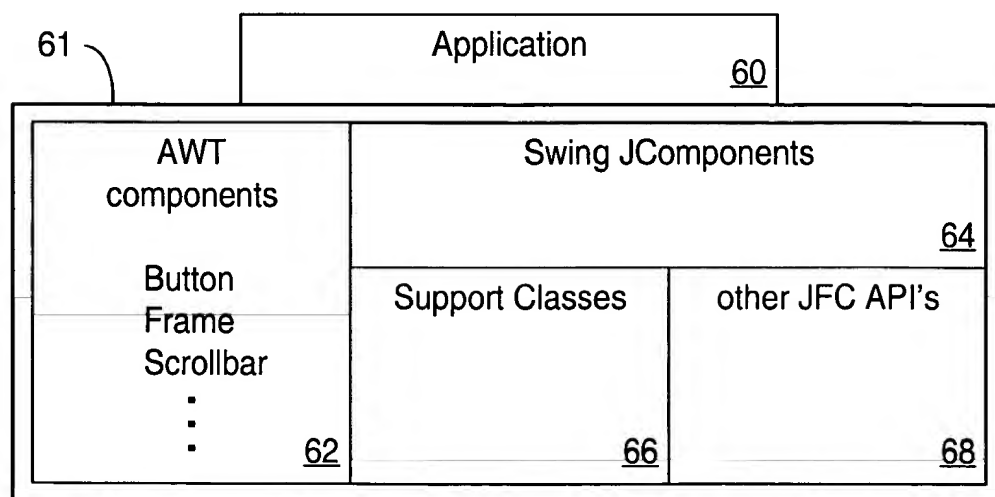 61
Application
60
AWT
components
Button
Frame
Scrollbar
62
Swing JComponents
64
Support Classes
66
other JFC API's
68